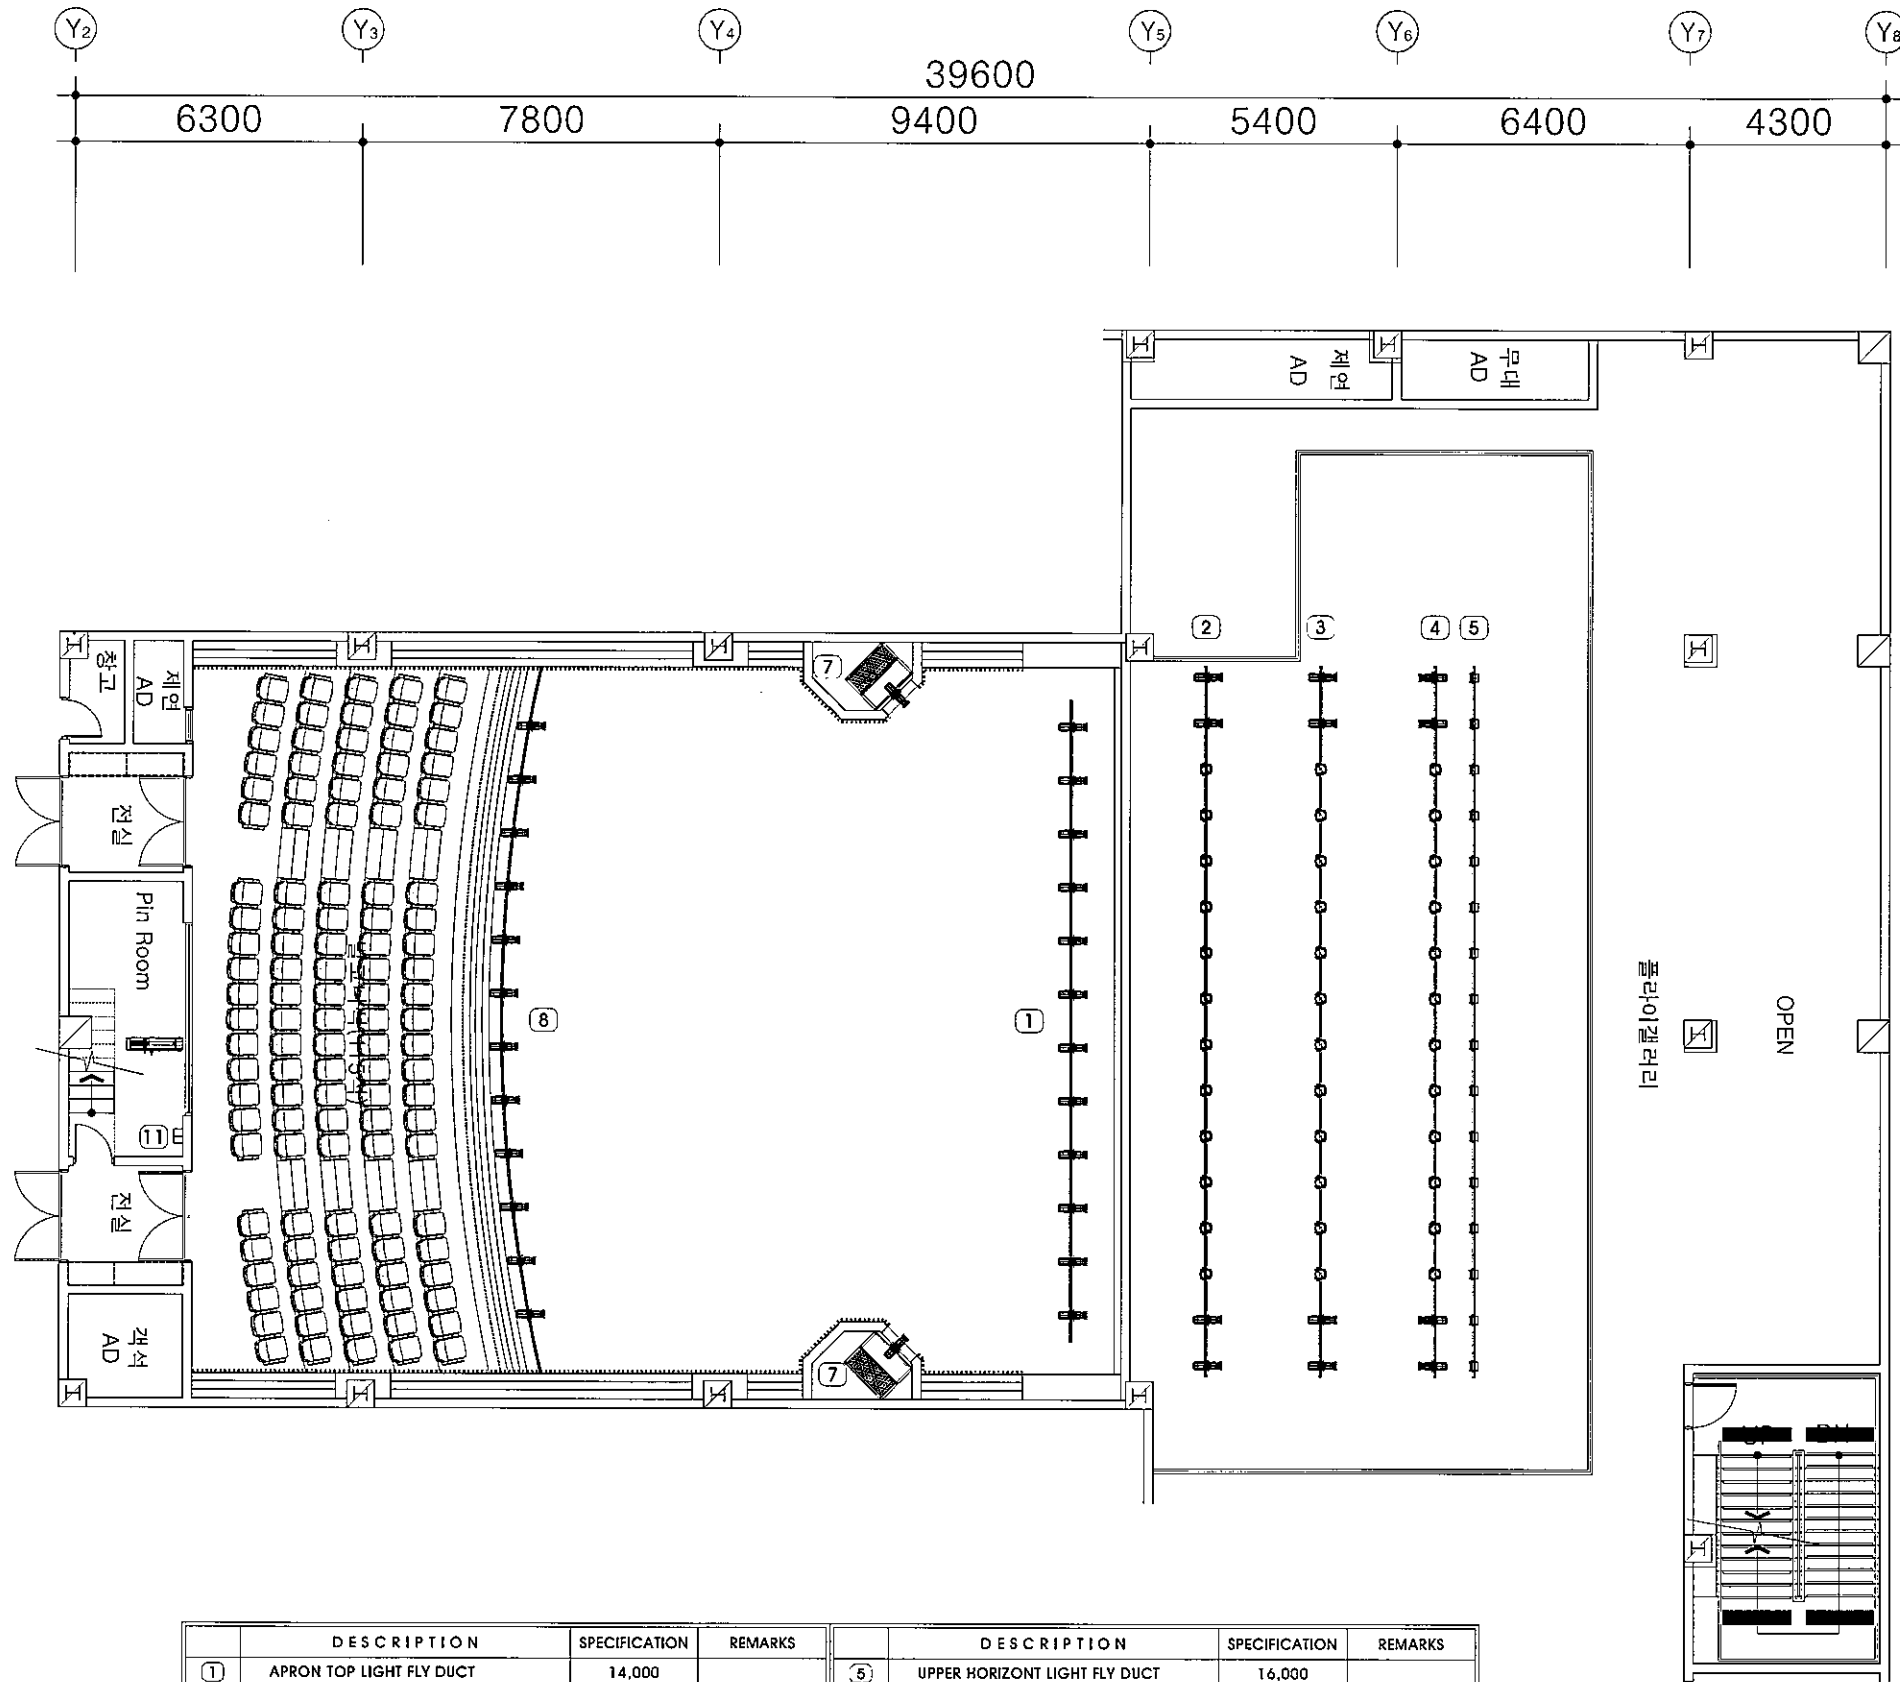 Y2 Y3 Y4 Y5 Y6 Y7 Y8
39600
6300 7800 9400 5400 6400 4300
제연
AD
무대
AD
2 3 4 5
창고
제연
AD
7
전실
Pin Room
8
1
플라이갤러리
OPEN
11
전실
객석
AD
7
DESCRIPTION SPECIFICATION REMARKS DESCRIPTION SPECIFICATION REMARKS
1 APRON TOP LIGHT FLY DUCT 14,000 5 UPPER HORIZONT LIGHT FLY DUCT 16,000